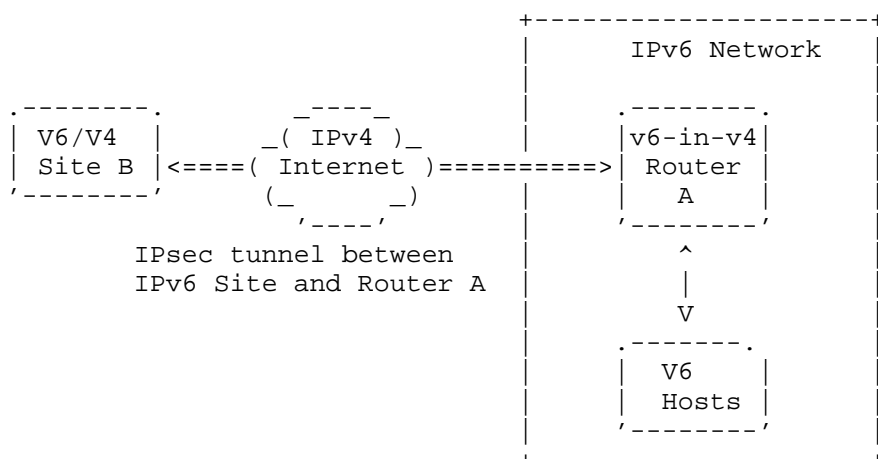 IPv6 Network
V6/V4
Site B
IPv4
Internet
v6-in-v4
Router
A
IPsec tunnel between
IPv6 Site and Router A
V6
Hosts